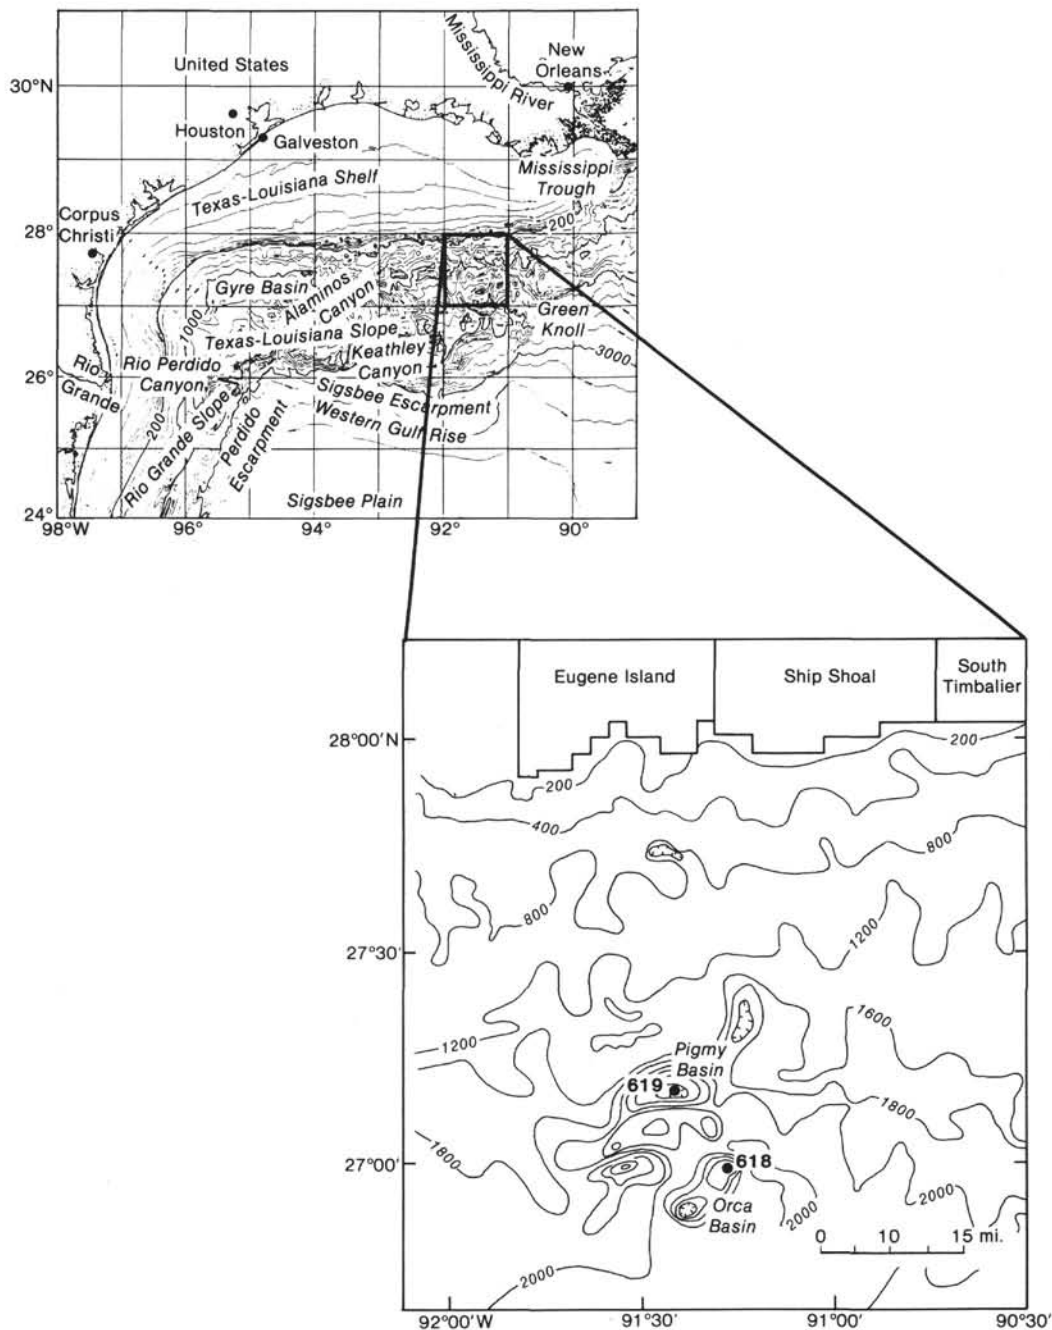 Mississippi River
New
Orleans
United States
30°N
Houston
Galveston
29°
Mississippi
Trough
Texas-Louisiana Shelf
Corpus
Christi
200
28°
Gyre Basin
Alaminos
Canyon
Green
Knoll
1000
Texas-Louisiana Slope
Keathley
Canyon
3000
Rio
Grande
Rio Perdido
Canyon
26°
Sigsbee Escarpment
Western Gulf Rise
200
Rio Grande Slope
Perdido
Escarpment
Sigsbee Plain
24°
98°W
96°
94°
92°
90°
Eugene Island
Ship Shoal
South
Timbalier
28°00'N
200
200
400
800
800
1200
27°30'
1600
1200
Pigmy
Basin
619
1800
1800
27°00'
618
2000
2000
Orca
Basin
0
10
15 mi.
2000
92°00'W
91°30'
91°00'
90°30'